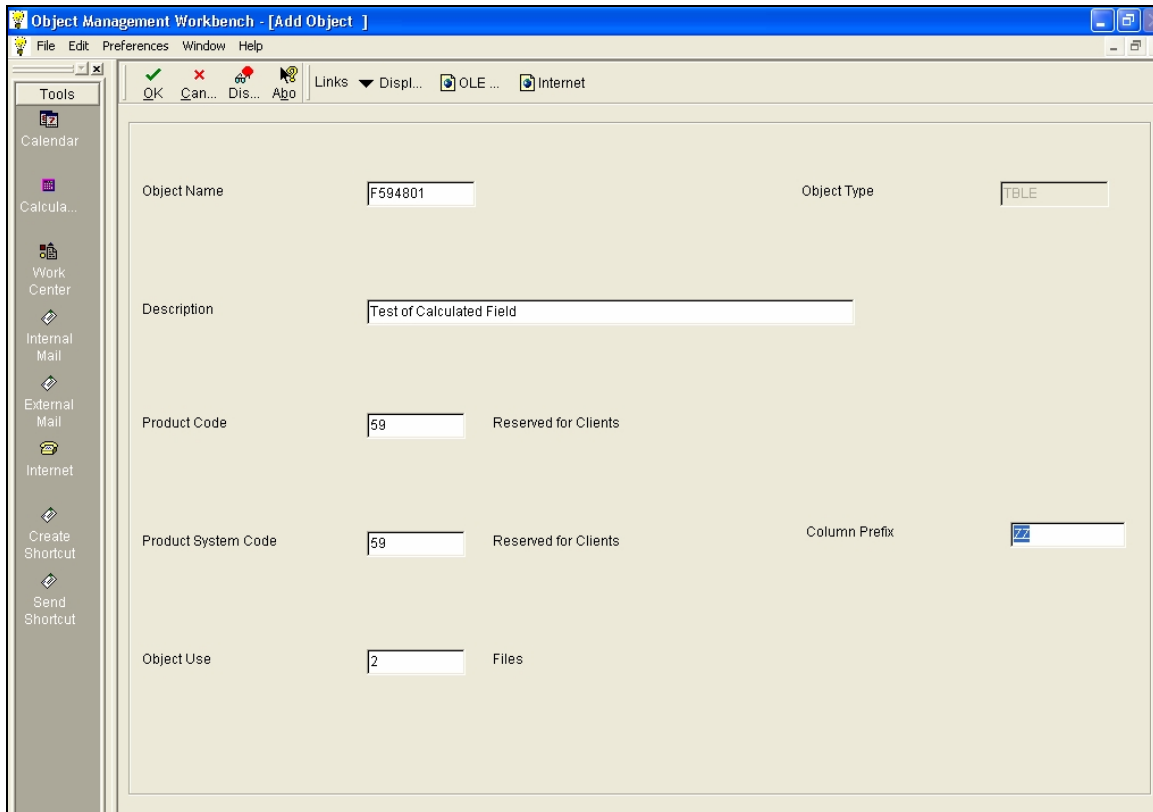 Object Management Workbench - [Add Object ]
File Edit Preferences Window Help
Tools
OK Can... Dis... Abo Links Displ... OLE ... Internet
Calendar
Calcula...
Work
Center
Internal
Mail
External
Mail
Internet
Create
Shortcut
Send
Shortcut
Object Name F594801 Object Type TBLE
Description Test of Calculated Field
Product Code 59 Reserved for Clients
Product System Code 59 Reserved for Clients Column Prefix ZZ
Object Use 2 Files